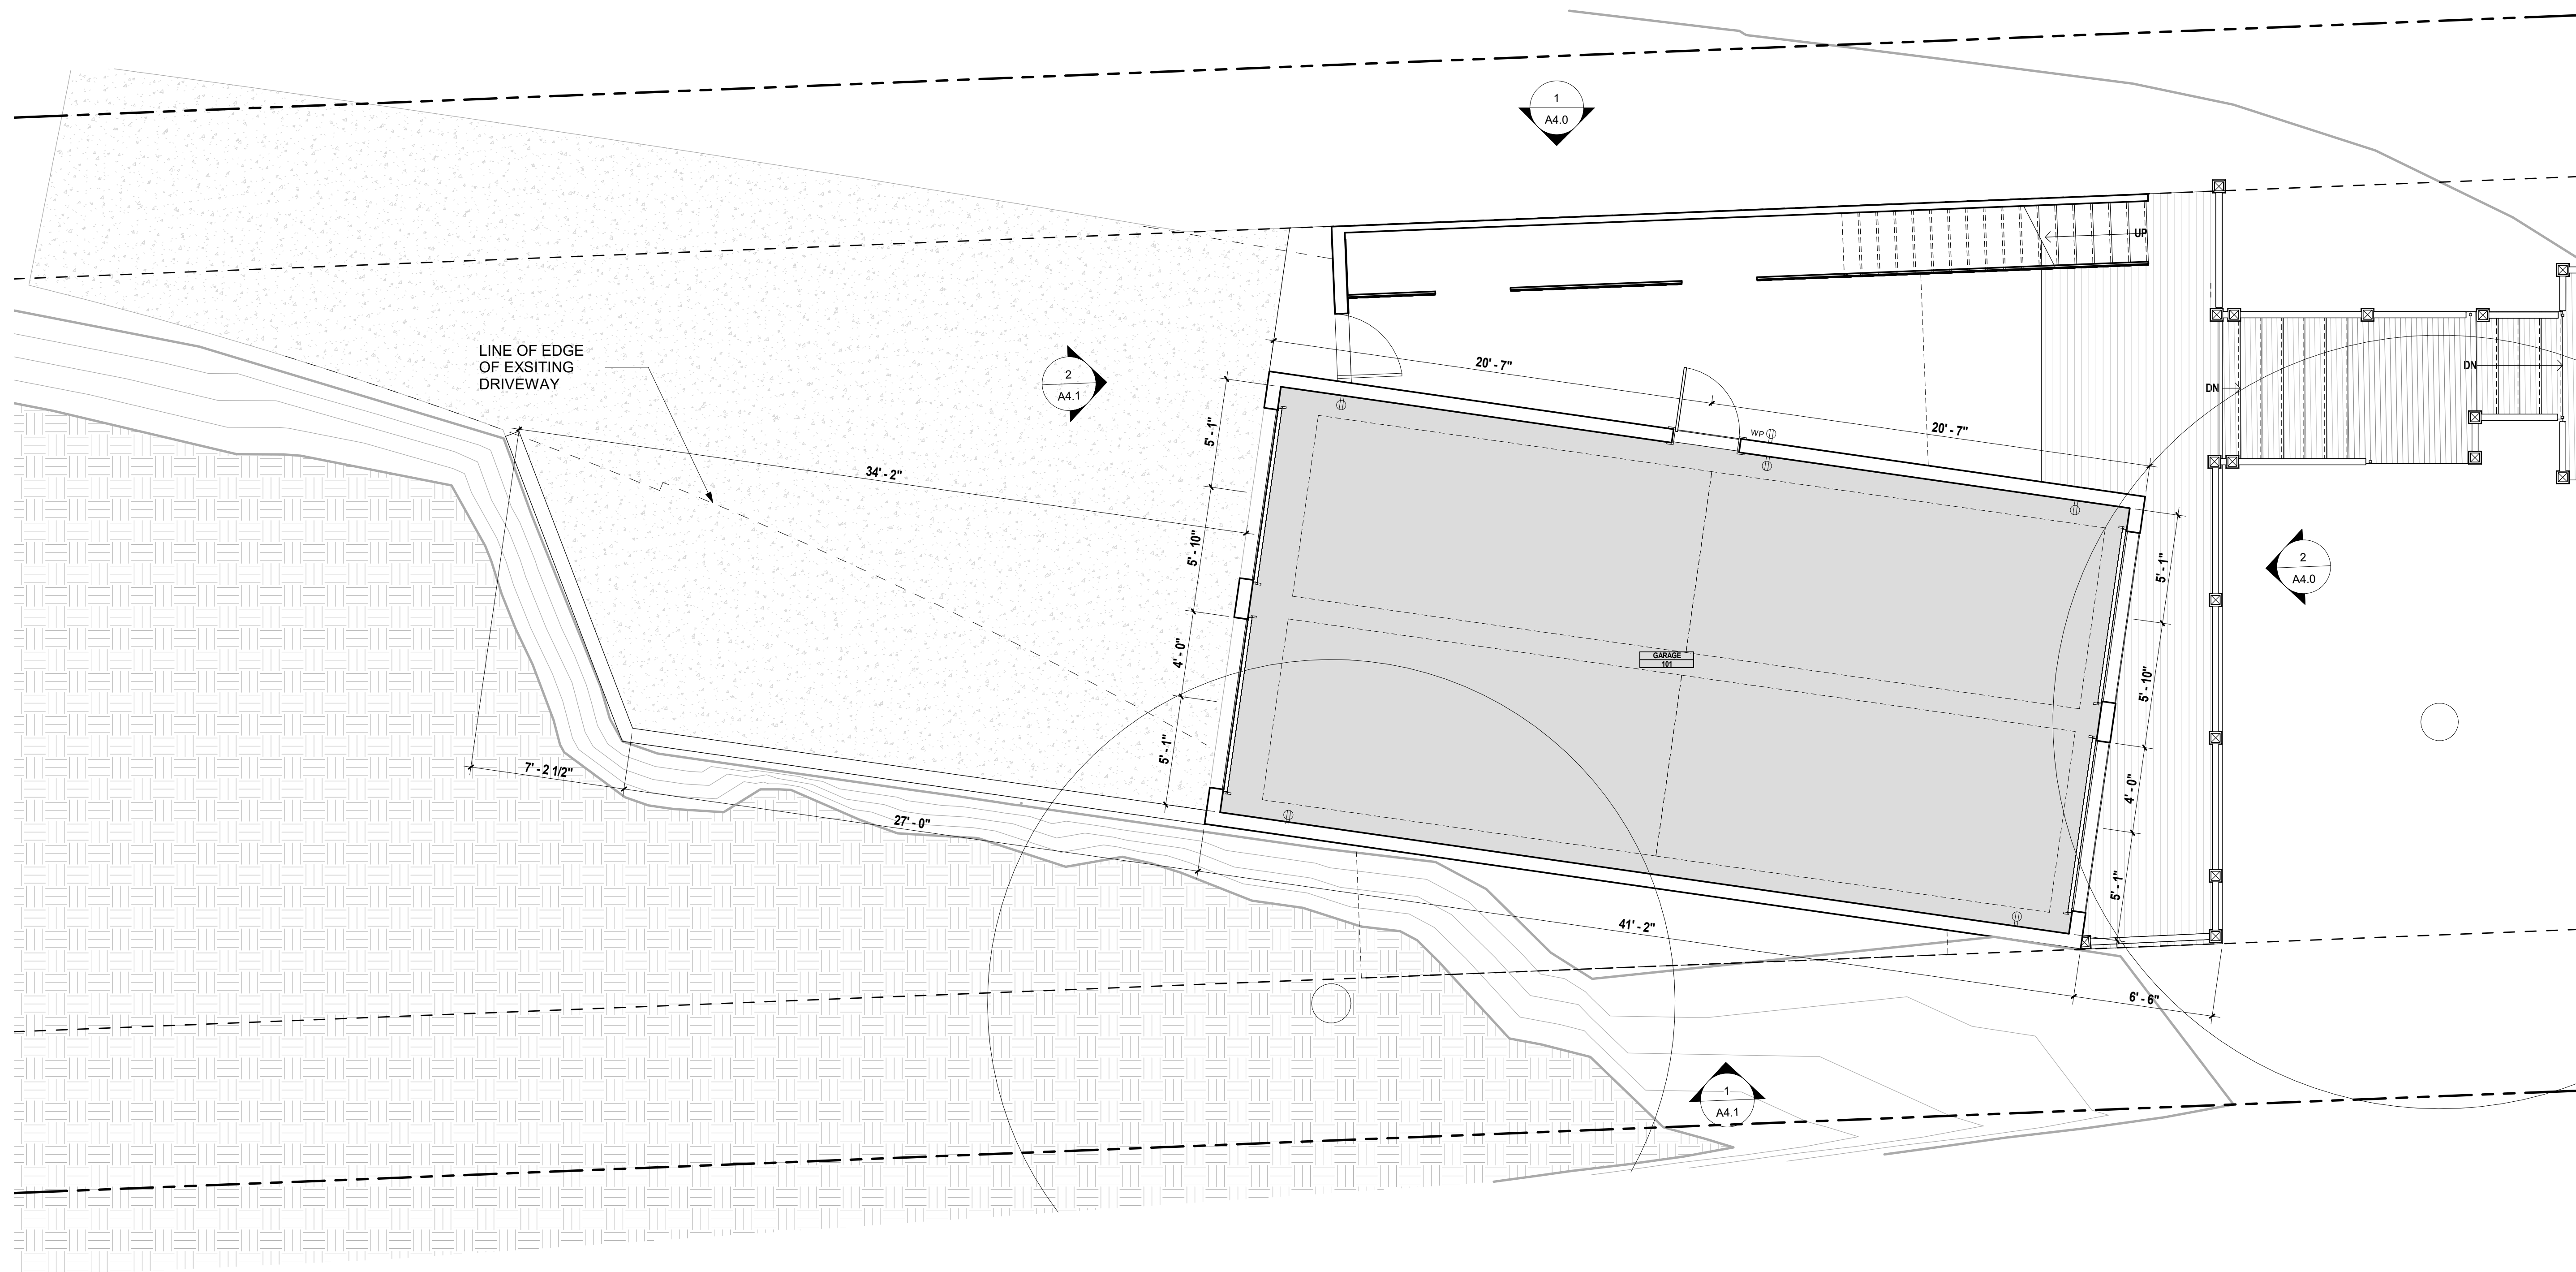 1
A4.0
UP
LINE OF EDGE
OF EXSITING
DRIVEWAY
2
A4.1
20' - 7"
DN
DN
5' - 1"
WP
20' - 7"
34' - 2"
5' - 10"
5' - 1"
2
A4.0
4' - 0"
GARAGE
101
5' - 10"
5' - 1"
7' - 2 1/2"
4' - 0"
27' - 0"
5' - 1"
41' - 2"
6' - 6"
1
A4.1